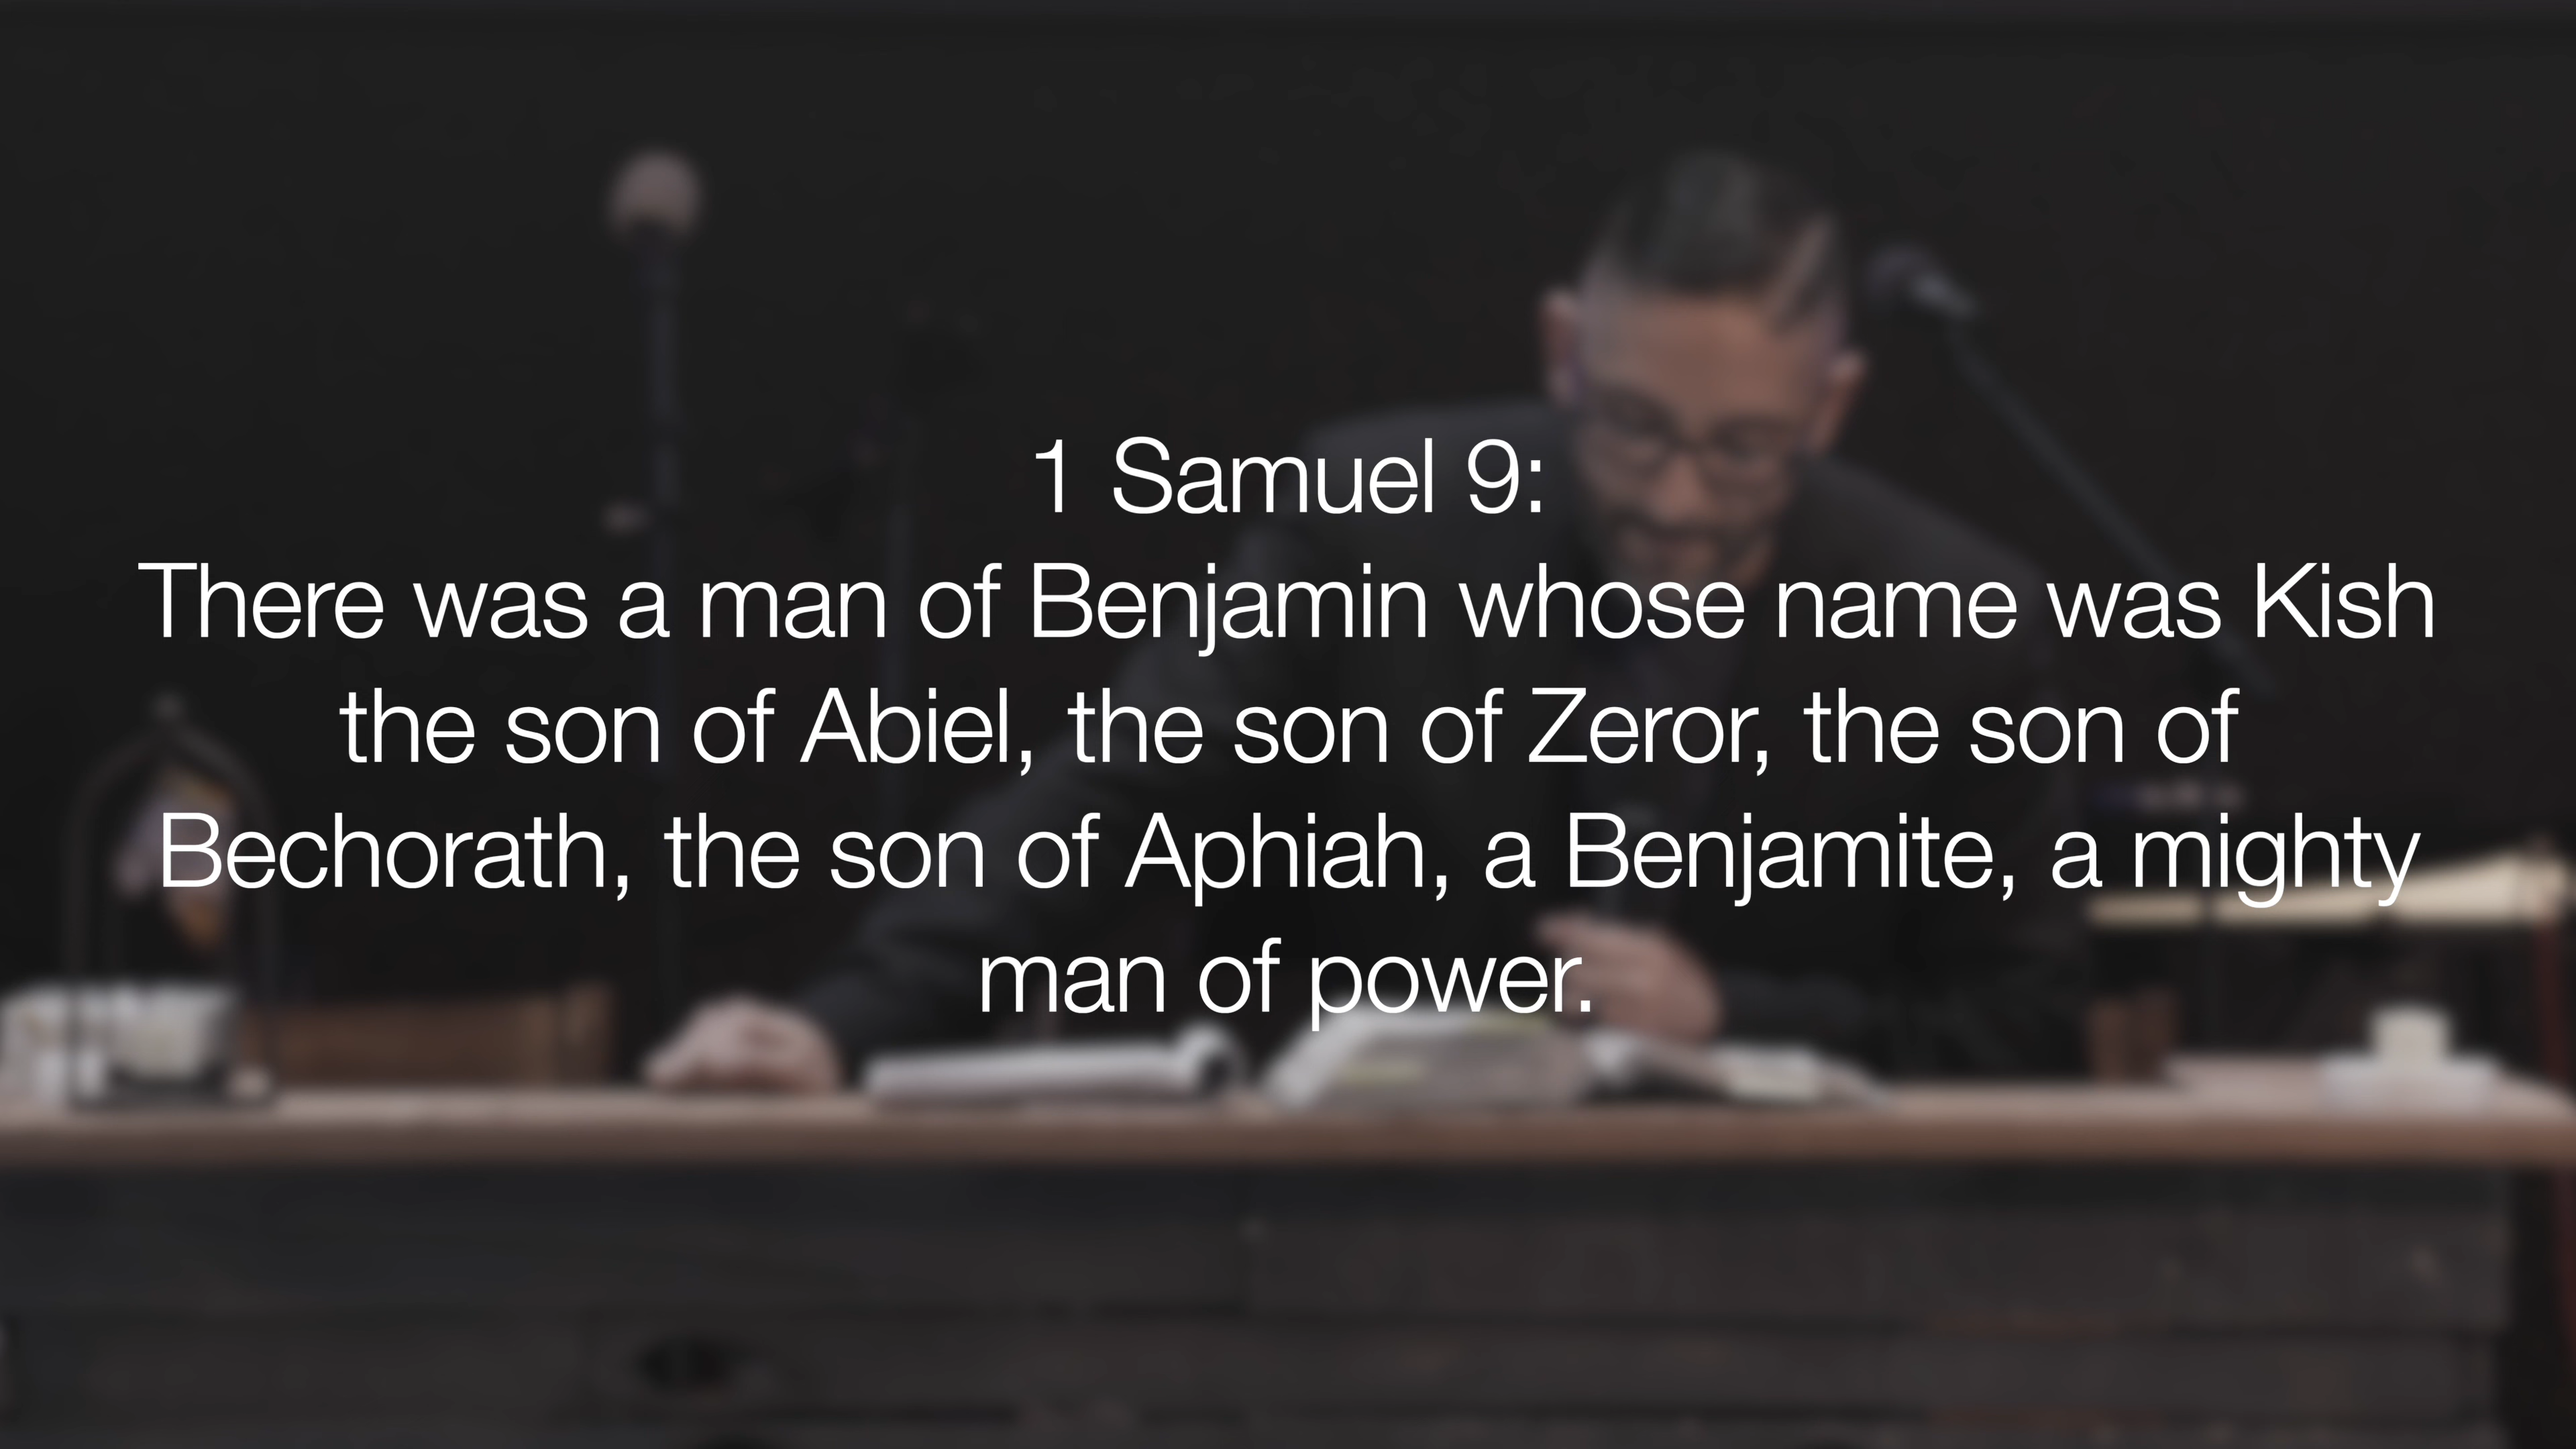 1 Samuel 9:
There was a man of Benjamin whose name was Kish
the son of Abiel, the son of Zeror, the son of
Bechorath, the son of Aphiah, a Benjamite, a mighty
man of power.